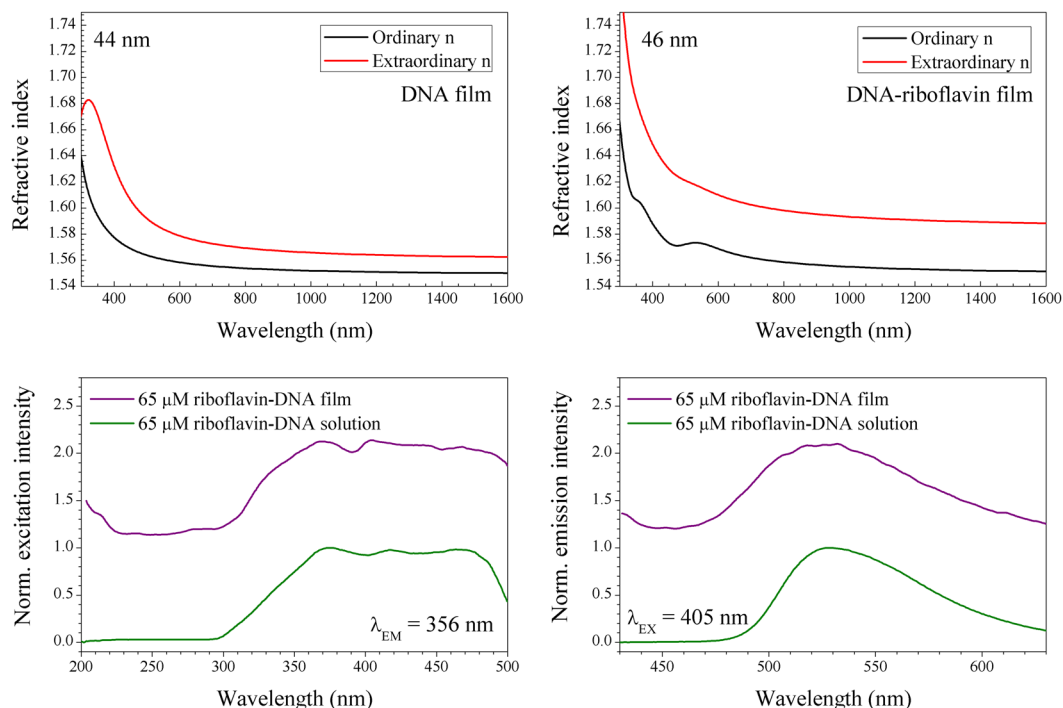 44 nm
Ordinary n
Extraordinary n
DNA film
Refractive index
1.74
1.72
1.70
1.68
1.66
1.64
1.62
1.60
1.58
1.56
1.54
400 600 800 1000 1200 1400 1600
Wavelength (nm)
46 nm
Ordinary n
Extraordinary n
DNA-riboflavin film
Refractive index
1.74
1.72
1.70
1.68
1.66
1.64
1.62
1.60
1.58
1.56
1.54
400 600 800 1000 1200 1400 1600
Wavelength (nm)
65 μM riboflavin-DNA film
65 μM riboflavin-DNA solution
Norm. excitation intensity
2.5
2.0
1.5
1.0
0.5
0.0
λEM = 356 nm
200 250 300 350 400 450 500
Wavelength (nm)
65 μM riboflavin-DNA film
65 μM riboflavin-DNA solution
Norm. emission intensity
2.5
2.0
1.5
1.0
0.5
0.0
λEX = 405 nm
450 500 550 600
Wavelength (nm)